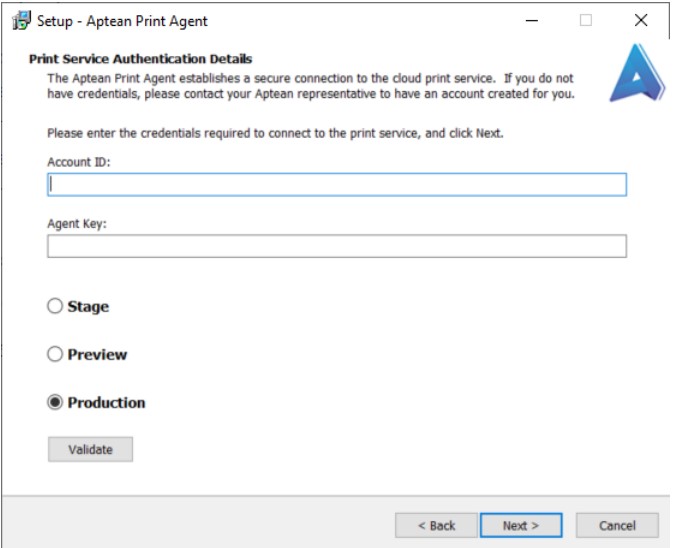 Setup - Aptean Print Agent
Print Service Authentication Details
The Aptean Print Agent establishes a secure connection to the cloud print service.  If you do not
have credentials, please contact your Aptean representative to have an account created for you.
Please enter the credentials required to connect to the print service, and click Next.
Account ID:
Agent Key:
Stage
Preview
Production
Validate
< Back
Next >
Cancel